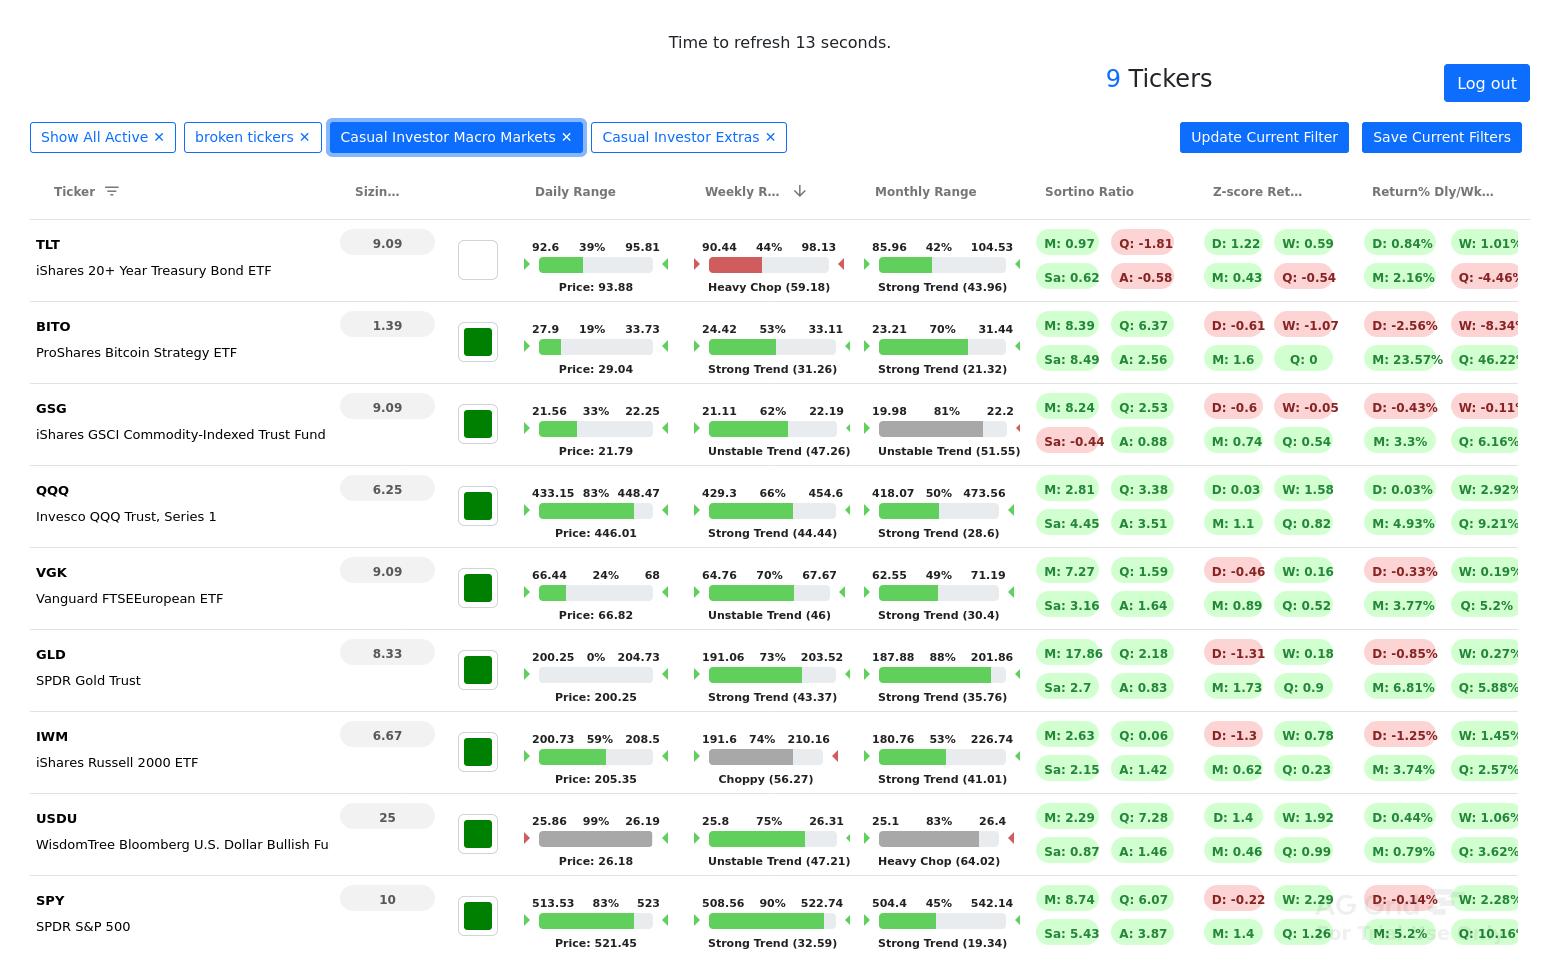 Time to refresh 13 seconds.
9 Tickers
Log out
Show All Active ✕ broken tickers ✕ Casual Investor Macro Markets ✕ Casual Investor Extras ✕ Update Current Filter Save Current Filters
Ticker Sizin… Daily Range Weekly R… Monthly Range Sortino Ratio Z-score Ret… Return% Dly/Wk…
TLT 9.09
iShares 20+ Year Treasury Bond ETF
92.6 39% 95.81 90.44 44% 98.13 85.96 42% 104.53
Price: 93.88 Heavy Chop (59.18) Strong Trend (43.96)
M: 0.97 Q: -1.81 D: 1.22 W: 0.59 D: 0.84% W: 1.01%
Sa: 0.62 A: -0.58 M: 0.43 Q: -0.54 M: 2.16% Q: -4.46%
BITO 1.39
ProShares Bitcoin Strategy ETF
27.9 19% 33.73 24.42 53% 33.11 23.21 70% 31.44
Price: 29.04 Strong Trend (31.26) Strong Trend (21.32)
M: 8.39 Q: 6.37 D: -0.61 W: -1.07 D: -2.56% W: -8.34%
Sa: 8.49 A: 2.56 M: 1.6 Q: 0 M: 23.57% Q: 46.22%
GSG 9.09
iShares GSCI Commodity-Indexed Trust Fund
21.56 33% 22.25 21.11 62% 22.19 19.98 81% 22.2
Price: 21.79 Unstable Trend (47.26) Unstable Trend (51.55)
M: 8.24 Q: 2.53 D: -0.6 W: -0.05 D: -0.43% W: -0.11%
Sa: -0.44 A: 0.88 M: 0.74 Q: 0.54 M: 3.3% Q: 6.16%
QQQ 6.25
Invesco QQQ Trust, Series 1
433.15 83% 448.47 429.3 66% 454.6 418.07 50% 473.56
Price: 446.01 Strong Trend (44.44) Strong Trend (28.6)
M: 2.81 Q: 3.38 D: 0.03 W: 1.58 D: 0.03% W: 2.92%
Sa: 4.45 A: 3.51 M: 1.1 Q: 0.82 M: 4.93% Q: 9.21%
VGK 9.09
Vanguard FTSEEuropean ETF
66.44 24% 68 64.76 70% 67.67 62.55 49% 71.19
Price: 66.82 Unstable Trend (46) Strong Trend (30.4)
M: 7.27 Q: 1.59 D: -0.46 W: 0.16 D: -0.33% W: 0.19%
Sa: 3.16 A: 1.64 M: 0.89 Q: 0.52 M: 3.77% Q: 5.2%
GLD 8.33
SPDR Gold Trust
200.25 0% 204.73 191.06 73% 203.52 187.88 88% 201.86
Price: 200.25 Strong Trend (43.37) Strong Trend (35.76)
M: 17.86 Q: 2.18 D: -1.31 W: 0.18 D: -0.85% W: 0.27%
Sa: 2.7 A: 0.83 M: 1.73 Q: 0.9 M: 6.81% Q: 5.88%
IWM 6.67
iShares Russell 2000 ETF
200.73 59% 208.5 191.6 74% 210.16 180.76 53% 226.74
Price: 205.35 Choppy (56.27) Strong Trend (41.01)
M: 2.63 Q: 0.06 D: -1.3 W: 0.78 D: -1.25% W: 1.45%
Sa: 2.15 A: 1.42 M: 0.62 Q: 0.23 M: 3.74% Q: 2.57%
USDU 25
WisdomTree Bloomberg U.S. Dollar Bullish Fu
25.86 99% 26.19 25.8 75% 26.31 25.1 83% 26.4
Price: 26.18 Unstable Trend (47.21) Heavy Chop (64.02)
M: 2.29 Q: 7.28 D: 1.4 W: 1.92 D: 0.44% W: 1.06%
Sa: 0.87 A: 1.46 M: 0.46 Q: 0.99 M: 0.79% Q: 3.62%
SPY 10
SPDR S&P 500
513.53 83% 523 508.56 90% 522.74 504.4 45% 542.14
Price: 521.45 Strong Trend (32.59) Strong Trend (19.34)
M: 8.74 Q: 6.07 D: -0.22 W: 2.29 D: -0.14% W: 2.28%
Sa: 5.43 A: 3.87 M: 1.4 Q: 1.26 M: 5.2% Q: 10.16%